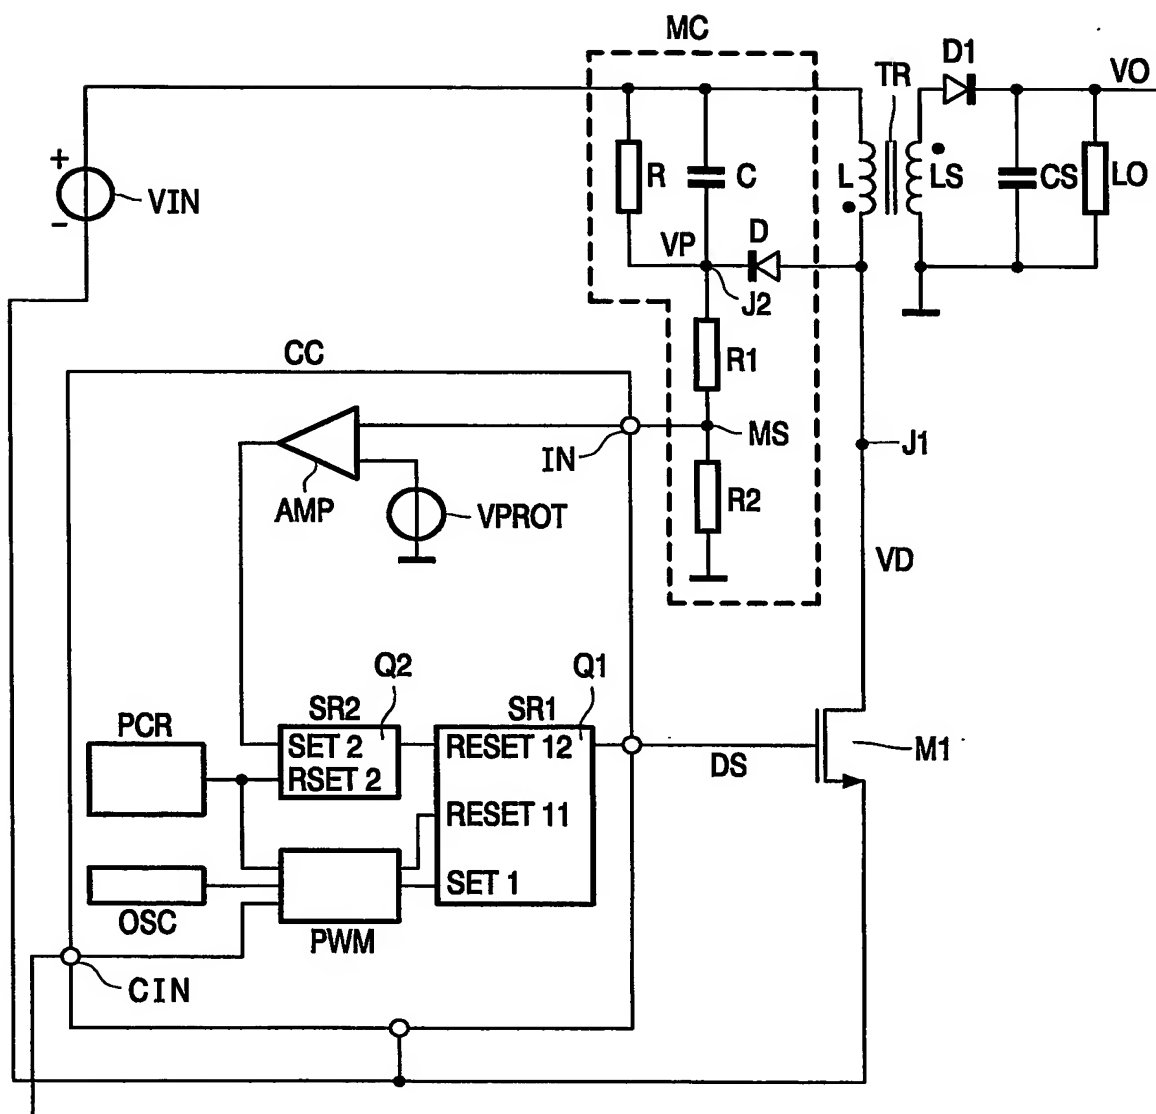 MC
D1
TR
VO
+
VIN
-
R
C
L
LS
CS
LO
VP
D
J2
CC
R1
IN
MS
J1
AMP
VPROT
R2
VD
Q2
Q1
PCR
SR2
SR1
SET 2
RSET 2
RESET 12
DS
M1
RESET 11
SET 1
OSC
PWM
CIN